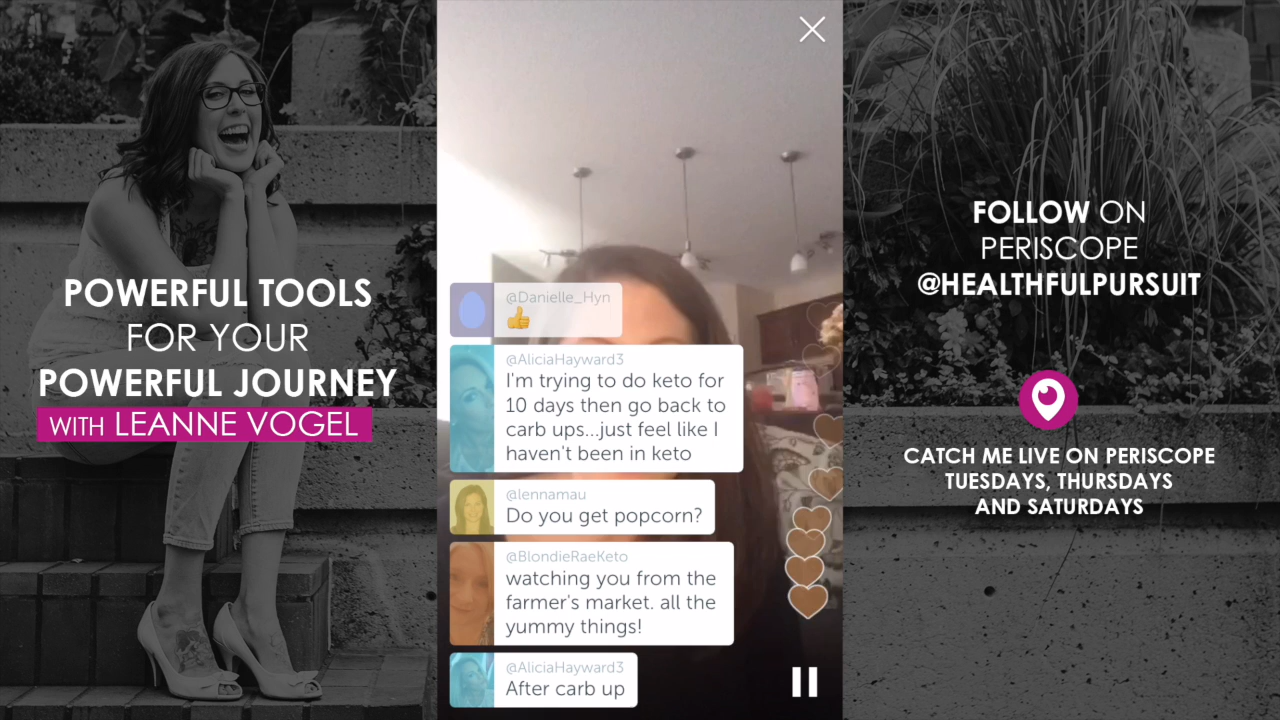 POWERFUL TOOLS
FOR YOUR
POWERFUL JOURNEY
WITH LEANNE VOGEL
@Danielle_Hyn
@AliciaHayward3
I'm trying to do keto for
10 days then go back to
carb ups...just feel like I
haven't been in keto
@lennamau
Do you get popcorn?
@BlondieRaeKeto
watching you from the
farmer's market. all the
yummy things!
@AliciaHayward3
After carb up
FOLLOW ON
PERISCOPE
@HEALTHFULPURSUIT
CATCH ME LIVE ON PERISCOPE
TUESDAYS, THURSDAYS
AND SATURDAYS